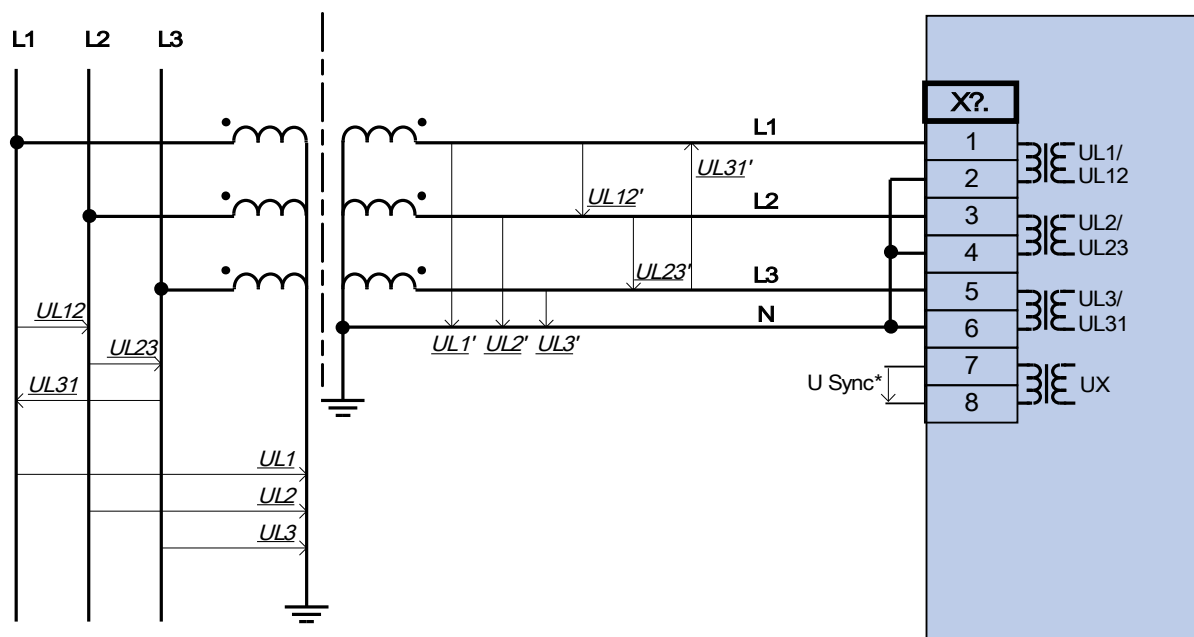 L1 L2 L3
X?.
L1
1
UL1/
UL12
2
UL31'
UL12'
L2
3
UL2/
UL23
4
UL23'
L3
5
UL3/
UL31
6
N
UL12
UL1' UL2' UL3'
UL23
7
U Sync*
UX
UL31
8
UL1
UL2
UL3